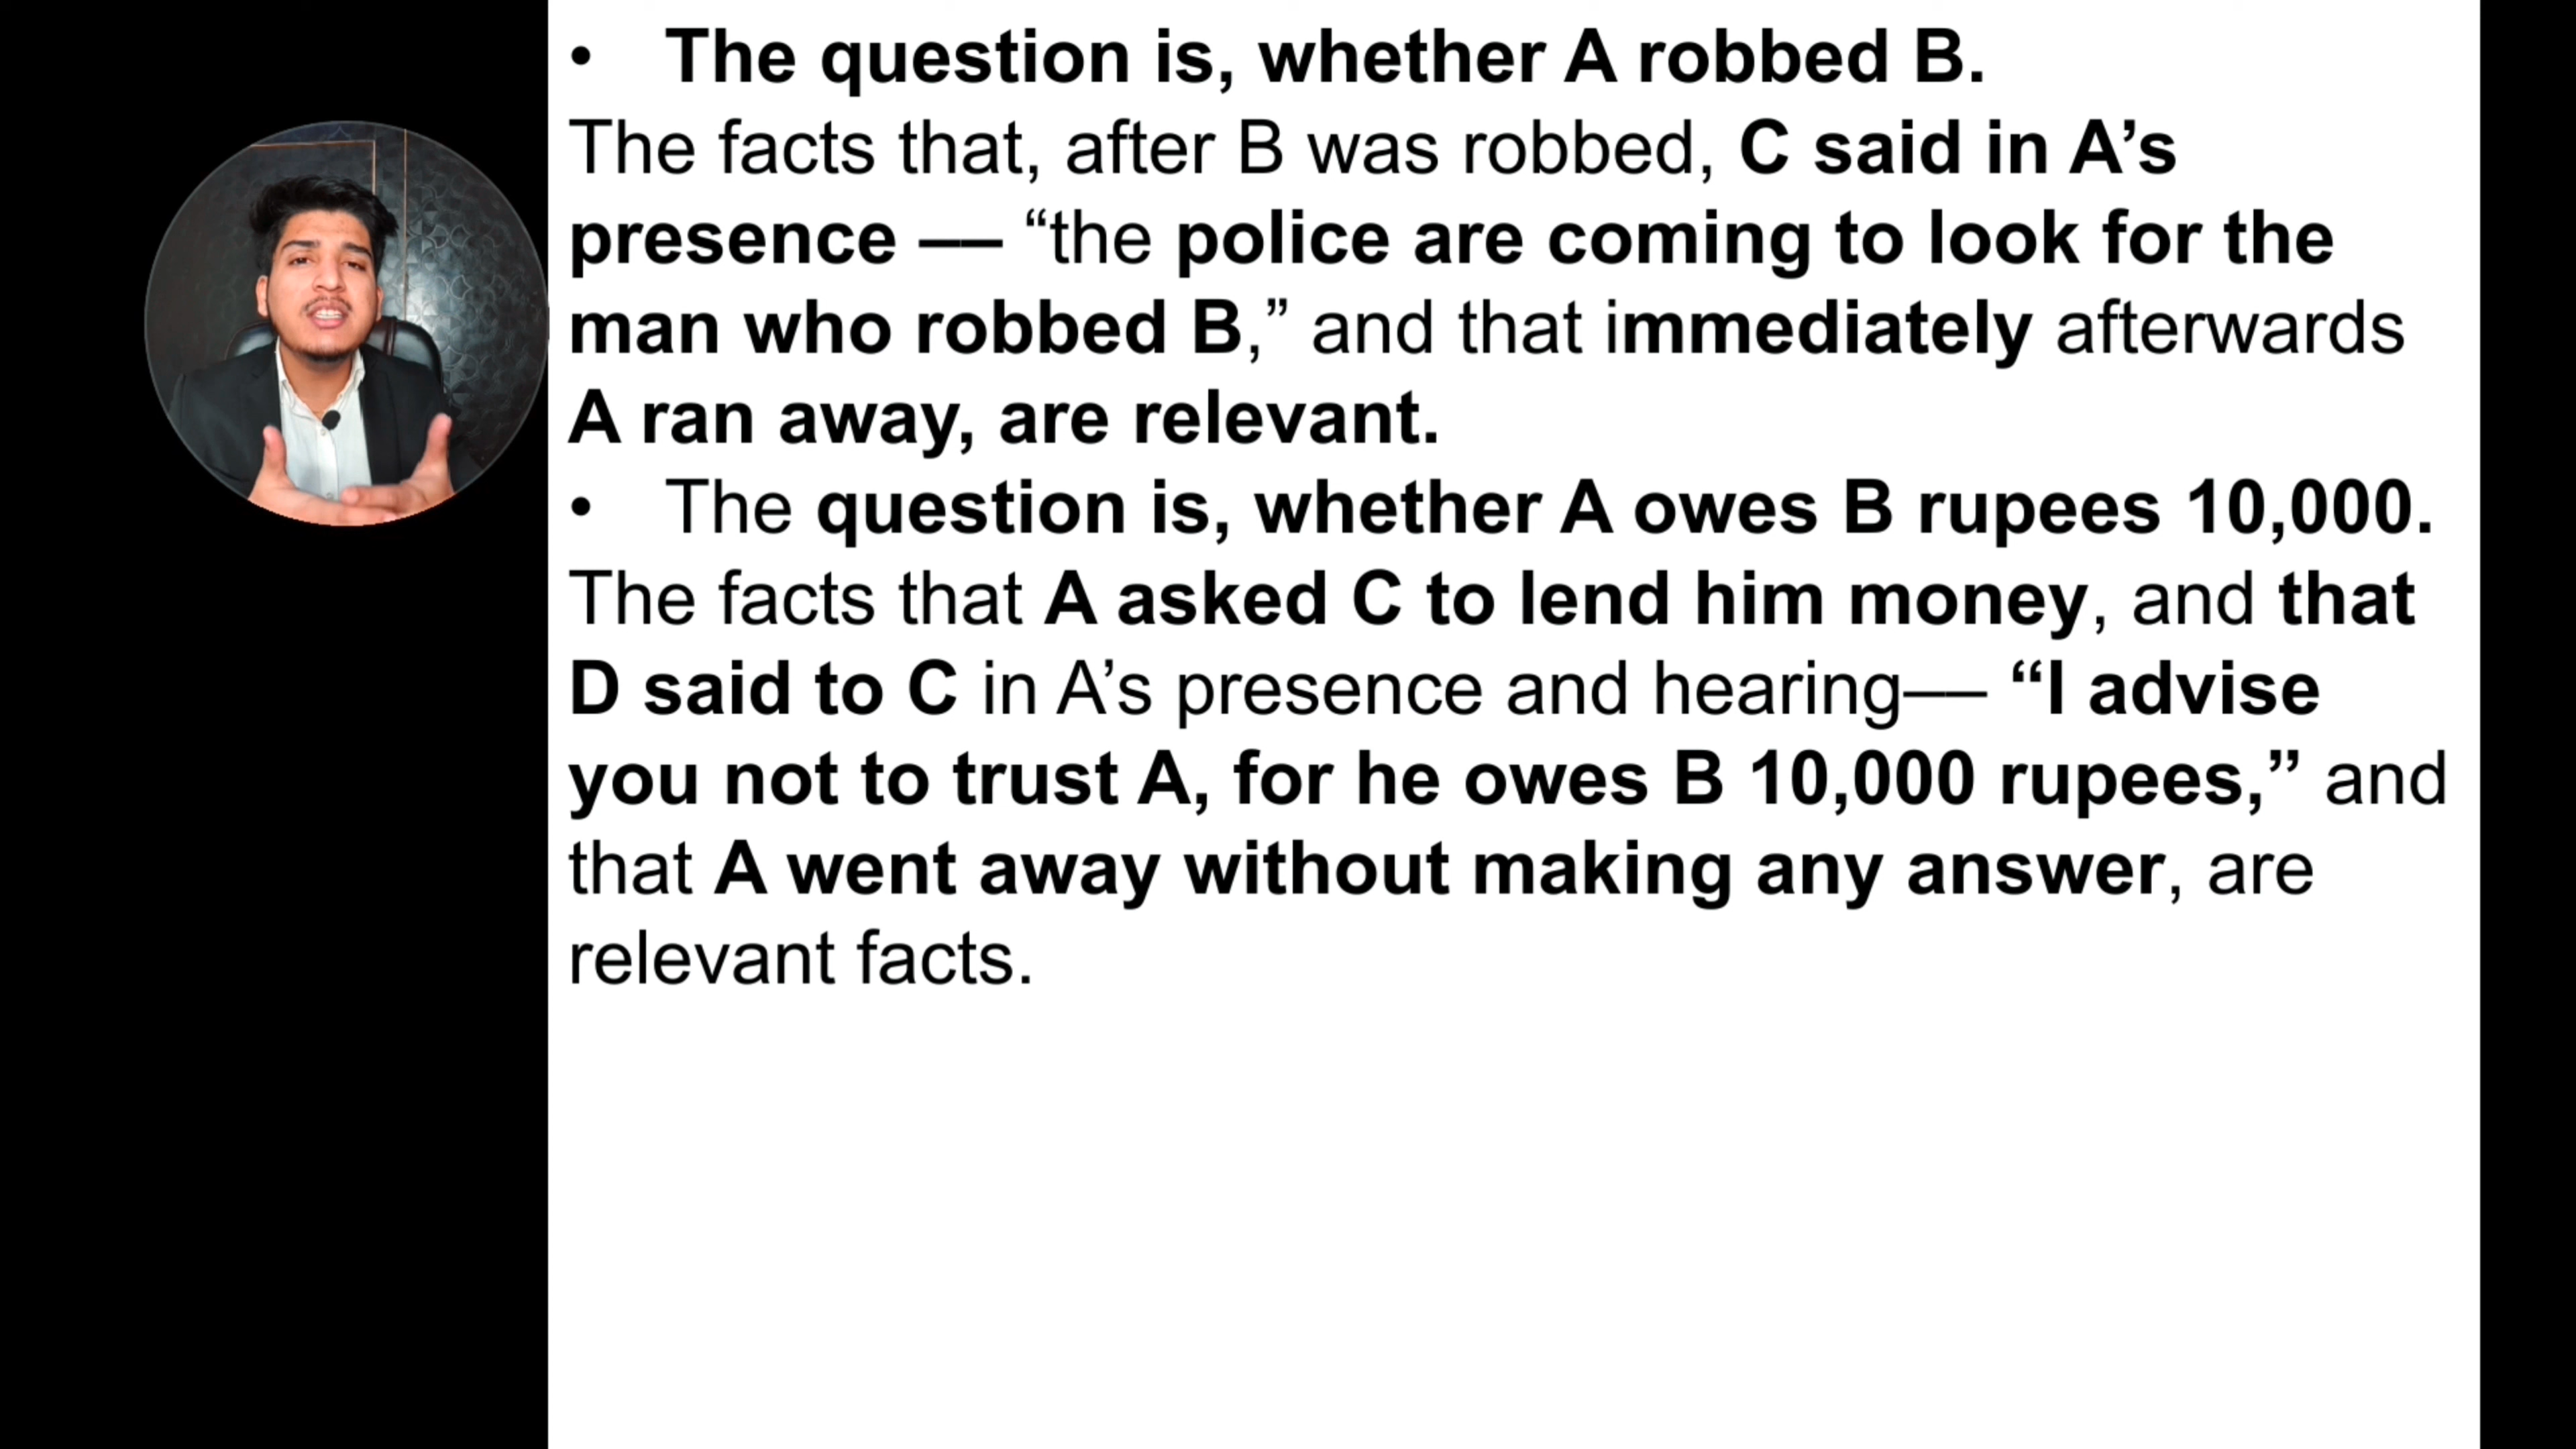 • The question is, whether A robbed B.
The facts that, after B was robbed, C said in A’s
presence –– “the police are coming to look for the
man who robbed B,” and that immediately afterwards
A ran away, are relevant.
• The question is, whether A owes B rupees 10,000.
The facts that A asked C to lend him money, and that
D said to C in A’s presence and hearing–– “I advise
you not to trust A, for he owes B 10,000 rupees,” and
that A went away without making any answer, are
relevant facts.